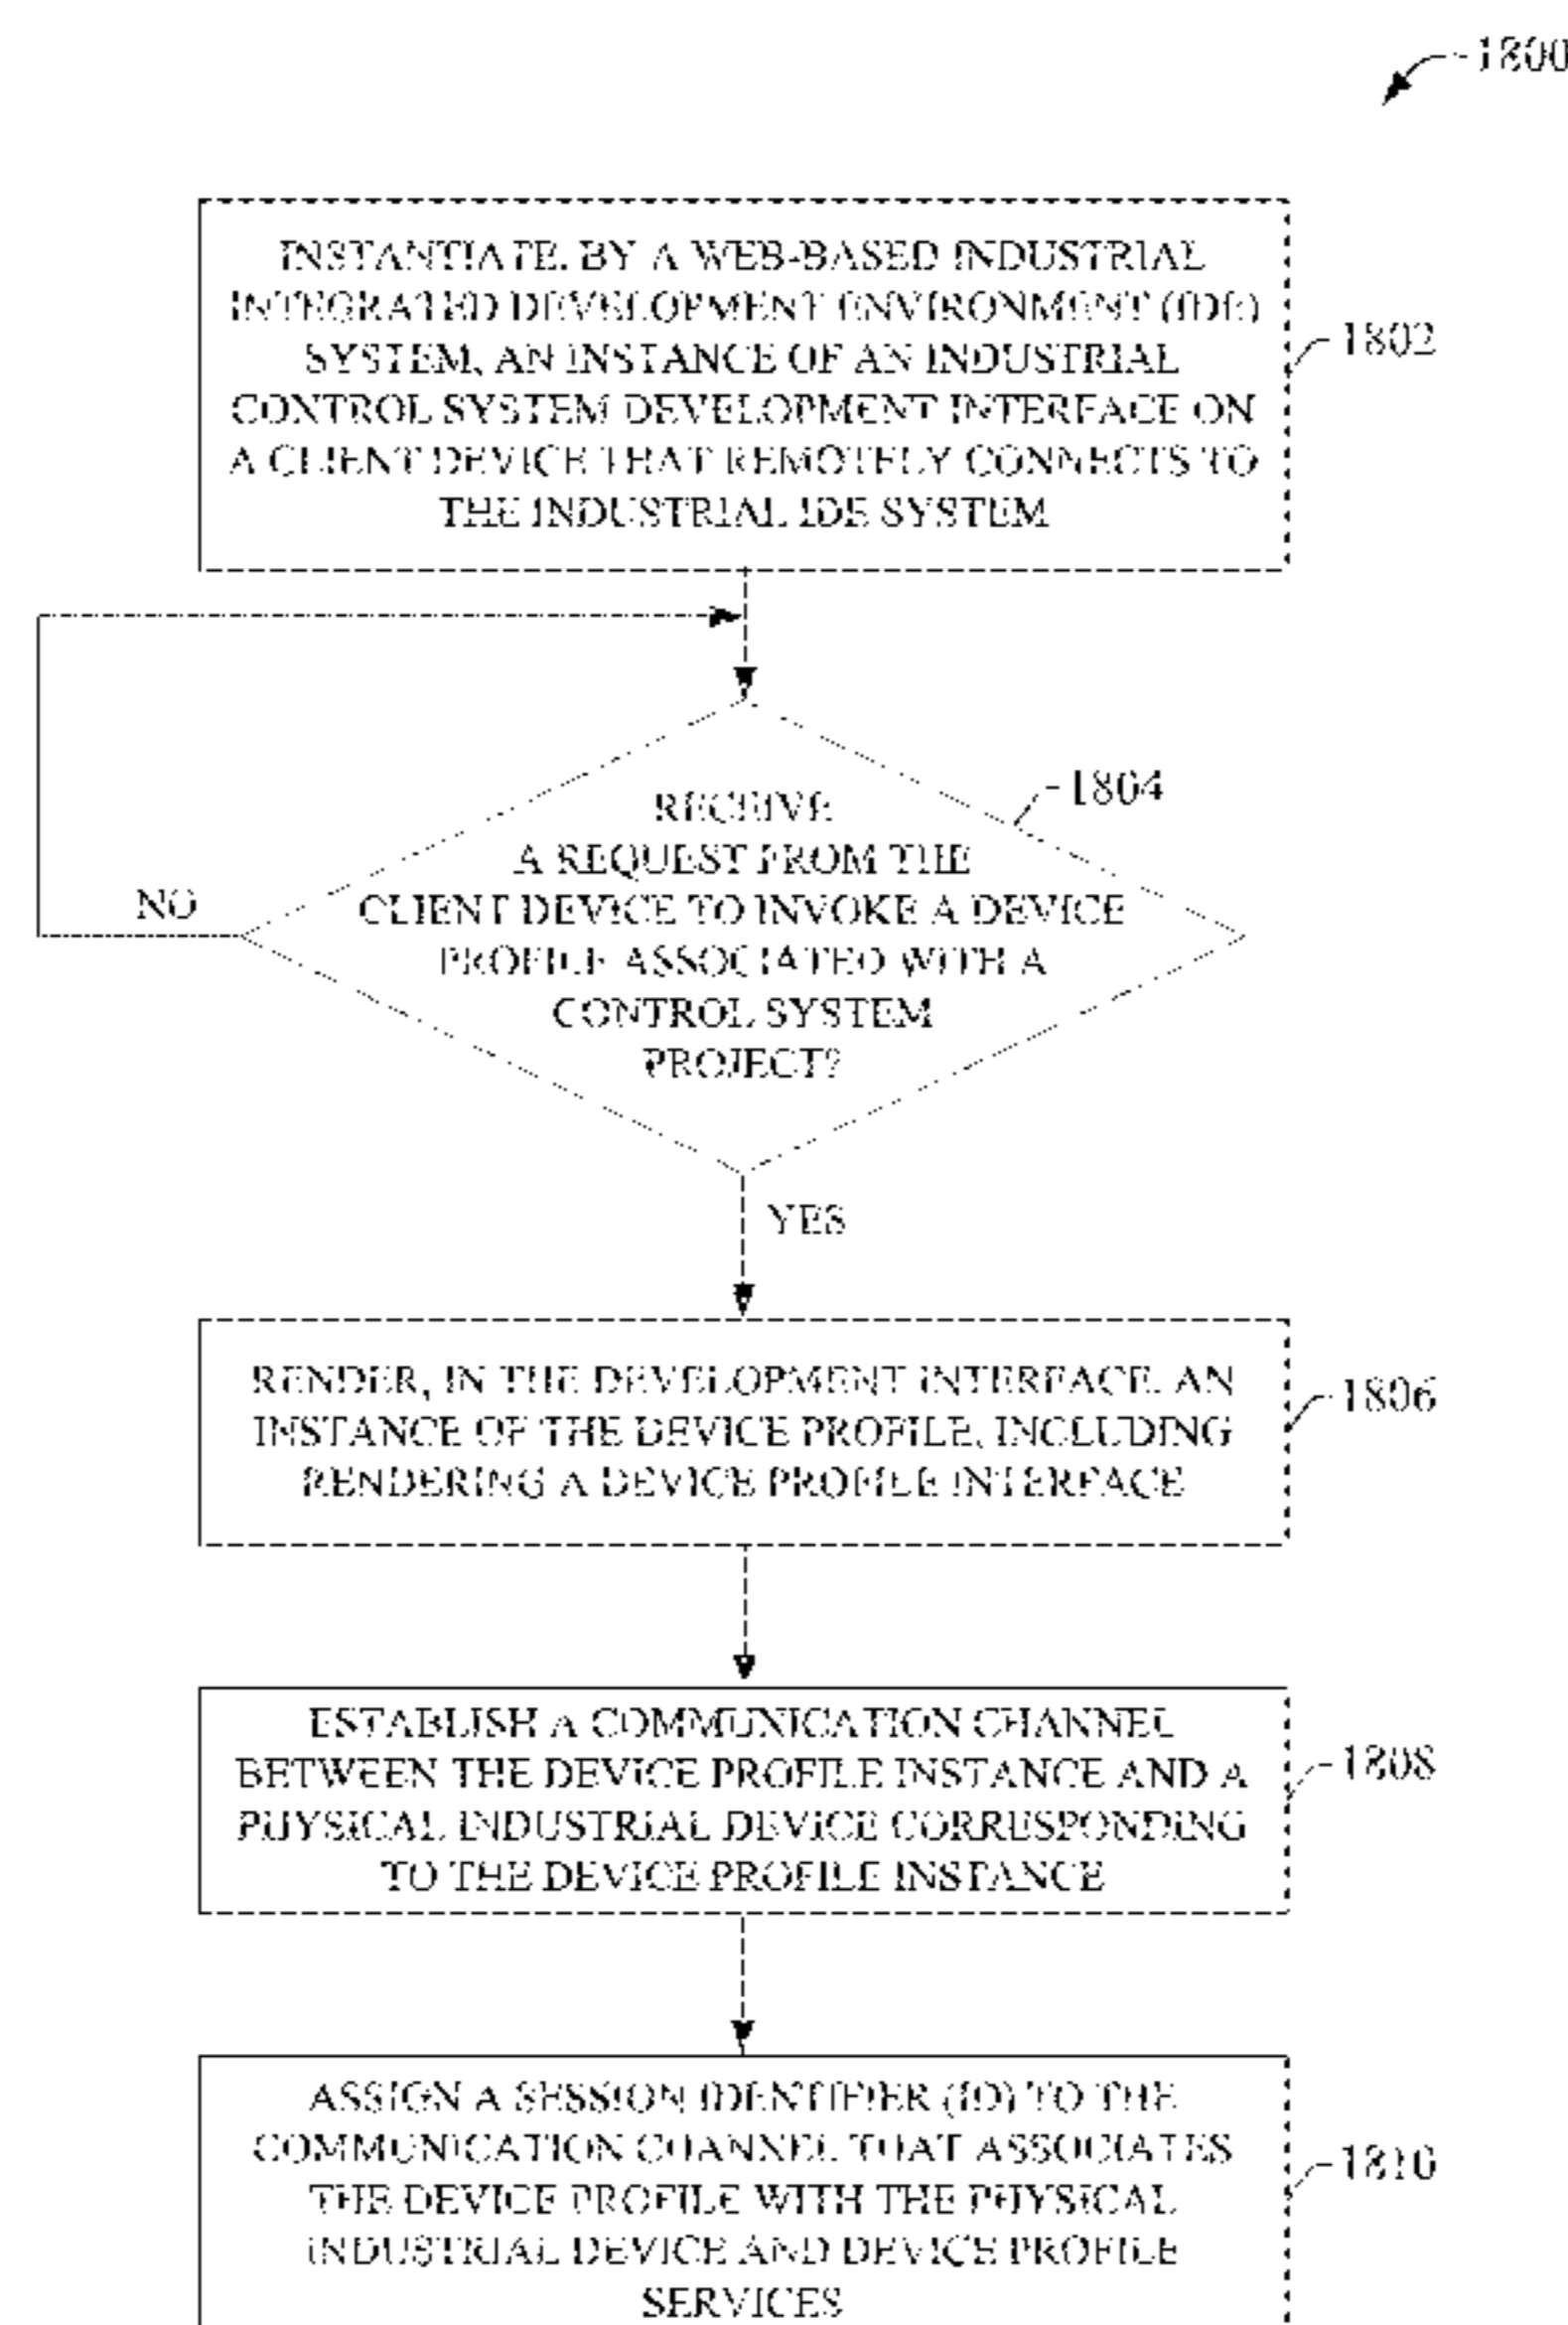 1800
INSTANTIATE, BY A WEB-BASED INDUSTRIAL
INTEGRATED DEVELOPMENT ENVIRONMENT (IDE)
SYSTEM, AN INSTANCE OF AN INDUSTRIAL
CONTROL SYSTEM DEVELOPMENT INTERFACE ON
A CLIENT DEVICE THAT REMOTELY CONNECTS TO
THE INDUSTRIAL IDE SYSTEM
1802
RECEIVE
A REQUEST FROM THE
CLIENT DEVICE TO INVOKE A DEVICE
PROFILE ASSOCIATED WITH A
CONTROL SYSTEM
PROJECT?
1804
NO
YES
RENDER, IN THE DEVELOPMENT INTERFACE, AN
INSTANCE OF THE DEVICE PROFILE, INCLUDING
RENDERING A DEVICE PROFILE INTERFACE
1806
ESTABLISH A COMMUNICATION CHANNEL
BETWEEN THE DEVICE PROFILE INSTANCE AND A
PHYSICAL INDUSTRIAL DEVICE CORRESPONDING
TO THE DEVICE PROFILE INSTANCE
1808
ASSIGN A SESSION IDENTIFIER (ID) TO THE
COMMUNICATION CHANNEL THAT ASSOCIATES
THE DEVICE PROFILE WITH THE PHYSICAL
INDUSTRIAL DEVICE AND DEVICE PROFILE
SERVICES
1810